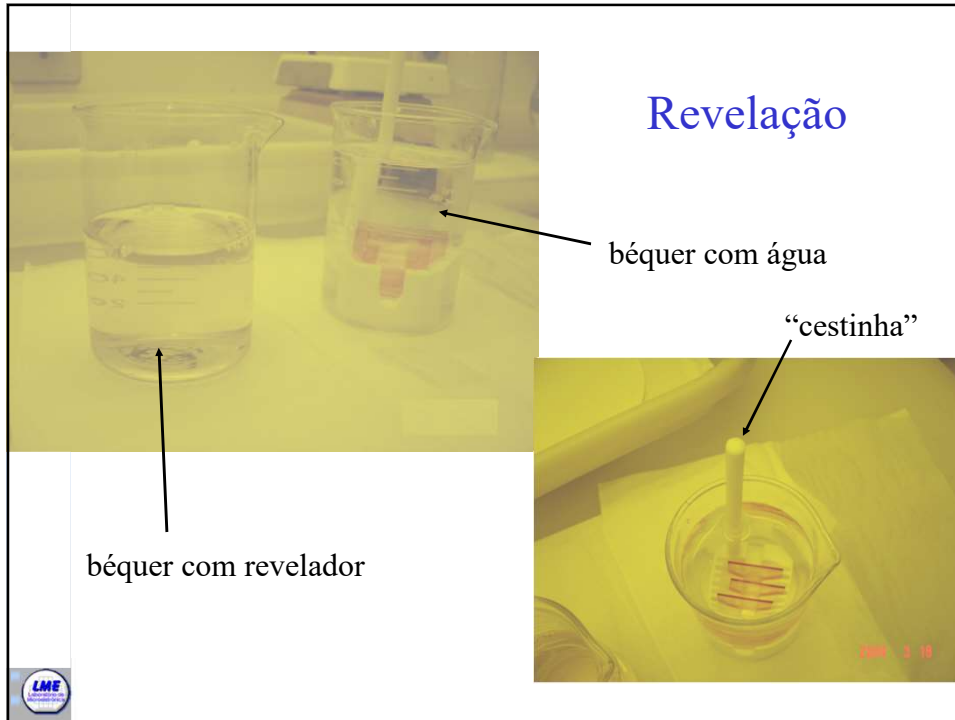 Revelação
béquer com água
“cestinha”
béquer com revelador
LME